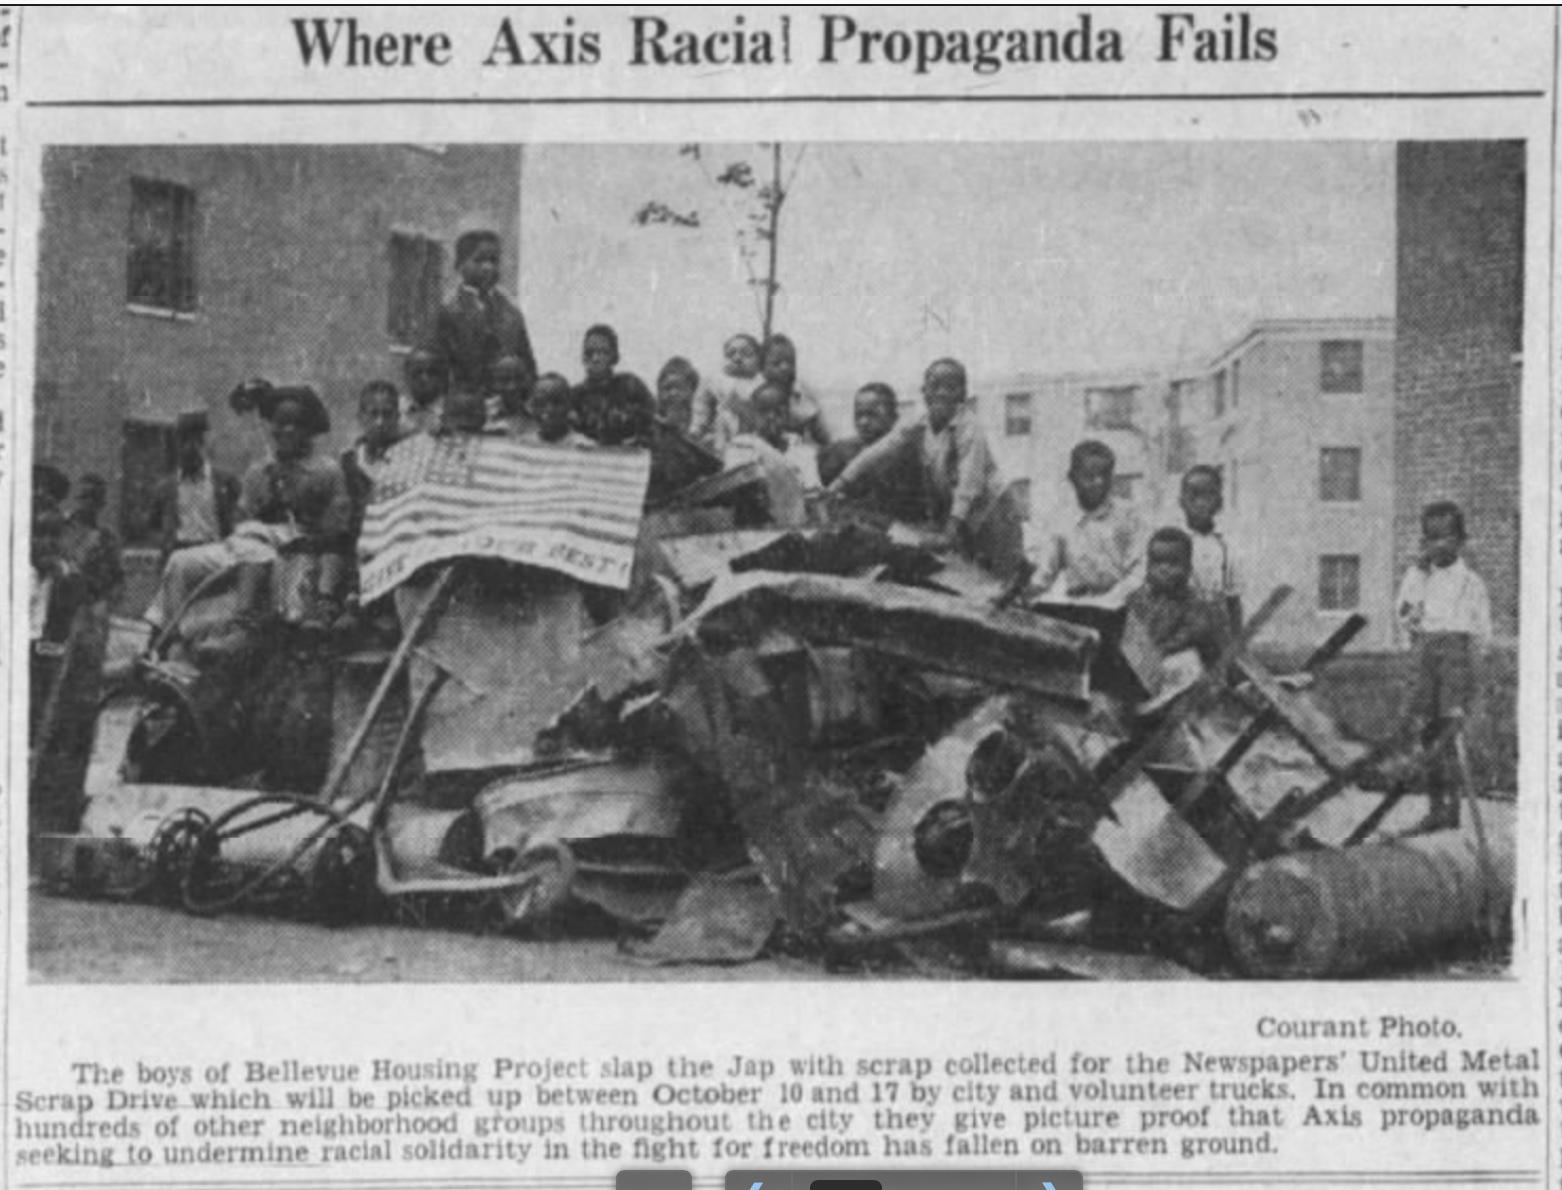 Where Axis Racial Propaganda Fails
GIVE YOUR BEST!
Courant Photo.
The boys of Bellevue Housing Project slap the Jap with scrap collected for the Newspapers' United Metal
Scrap Drive which will be picked up between October 10 and 17 by city and volunteer trucks. In common with
hundreds of other neighborhood groups throughout the city they give picture proof that Axis propaganda
seeking to undermine racial solidarity in the fight for freedom has fallen on barren ground.